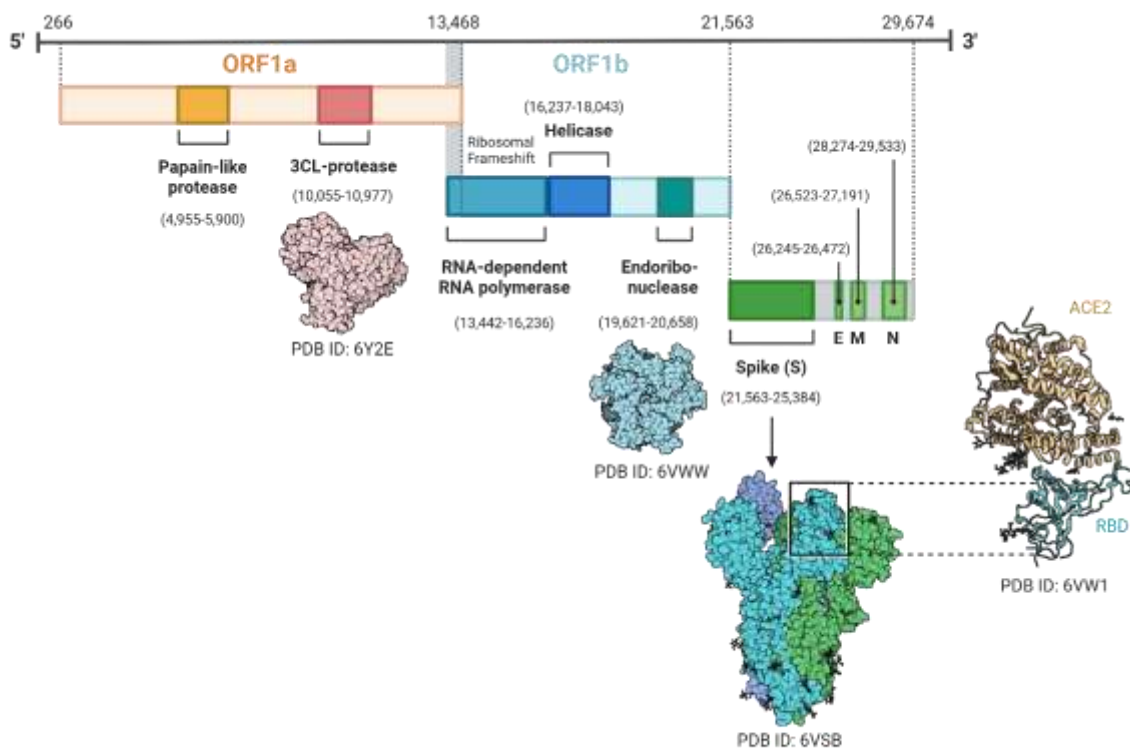 266
13,468
21,563
29,674
5'
3'
ORF1a
ORF1b
(16,237-18,043)
Helicase
Ribosomal
Frameshift
(28,274-29,533)
Papain-like
protease
(4,955-5,900)
3CL-protease
(10,055-10,977)
(26,523-27,191)
(26,245-26,472)
PDB ID: 6Y2E
RNA-dependent
RNA polymerase
(13,442-16,236)
Endoribo-
nuclease
(19,621-20,658)
PDB ID: 6VWW
E M N
Spike (S)
(21,563-25,384)
ACE2
RBD
PDB ID: 6VW1
PDB ID: 6VSB